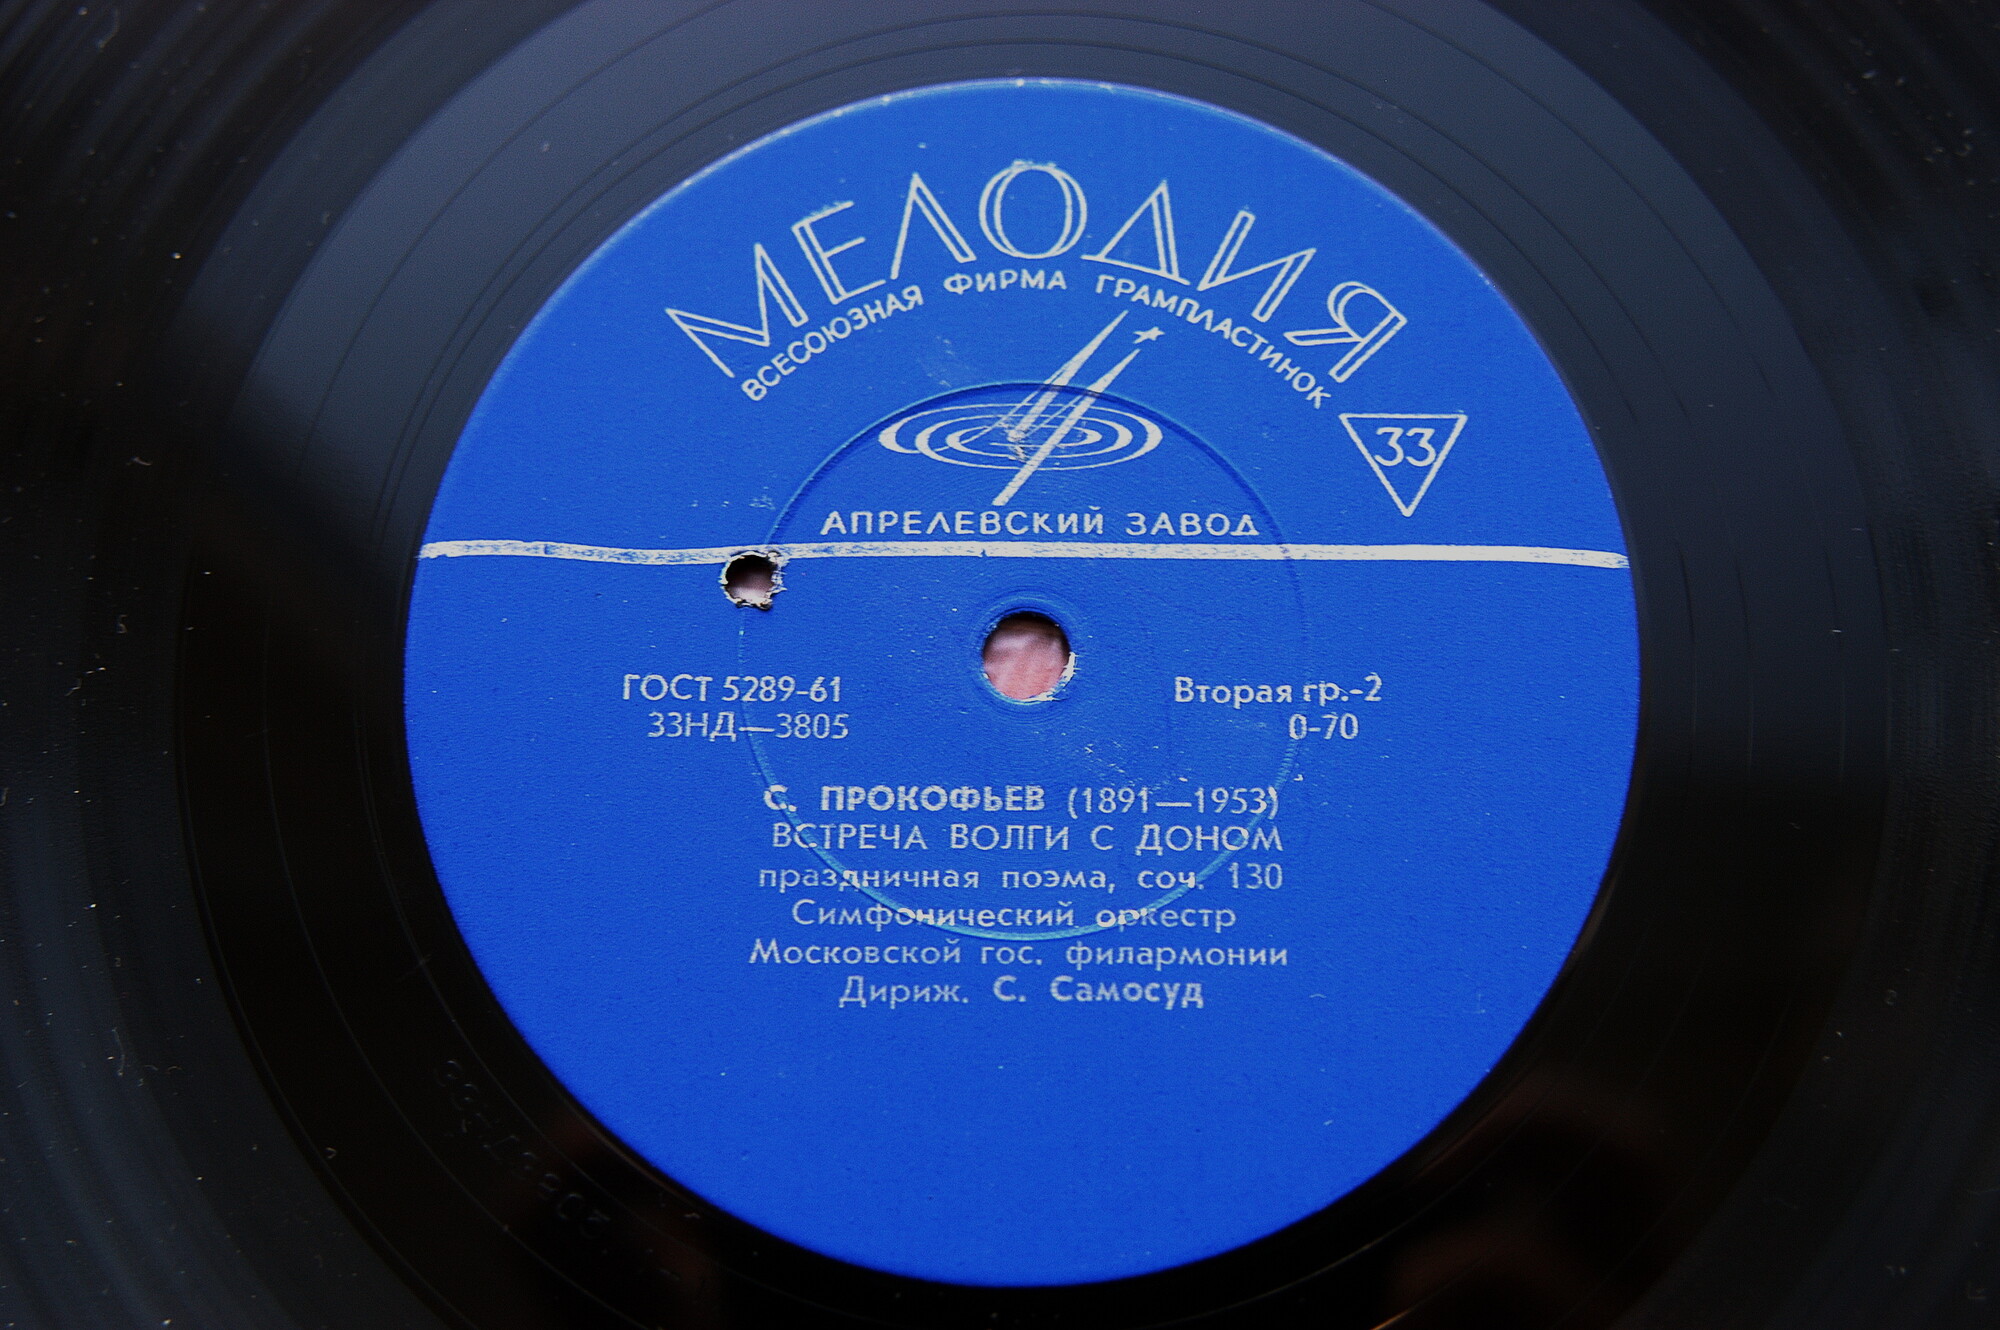 МЕЛОДИЯ
ВСЕСОЮЗНАЯ ФИРМА ГРАМПЛАСТИНОК
33
АПРЕЛЕВСКИЙ ЗАВОД
ГОСТ 5289-61
Вторая гр.-2
33НД—3805
0-70
С. ПРОКОФЬЕВ (1891—1953)
ВСТРЕЧА ВОЛГИ С ДОНОМ
праздничная поэма, соч. 130
Симфонический оркестр
Московской гос. филармонии
Дириж. С. Самосуд